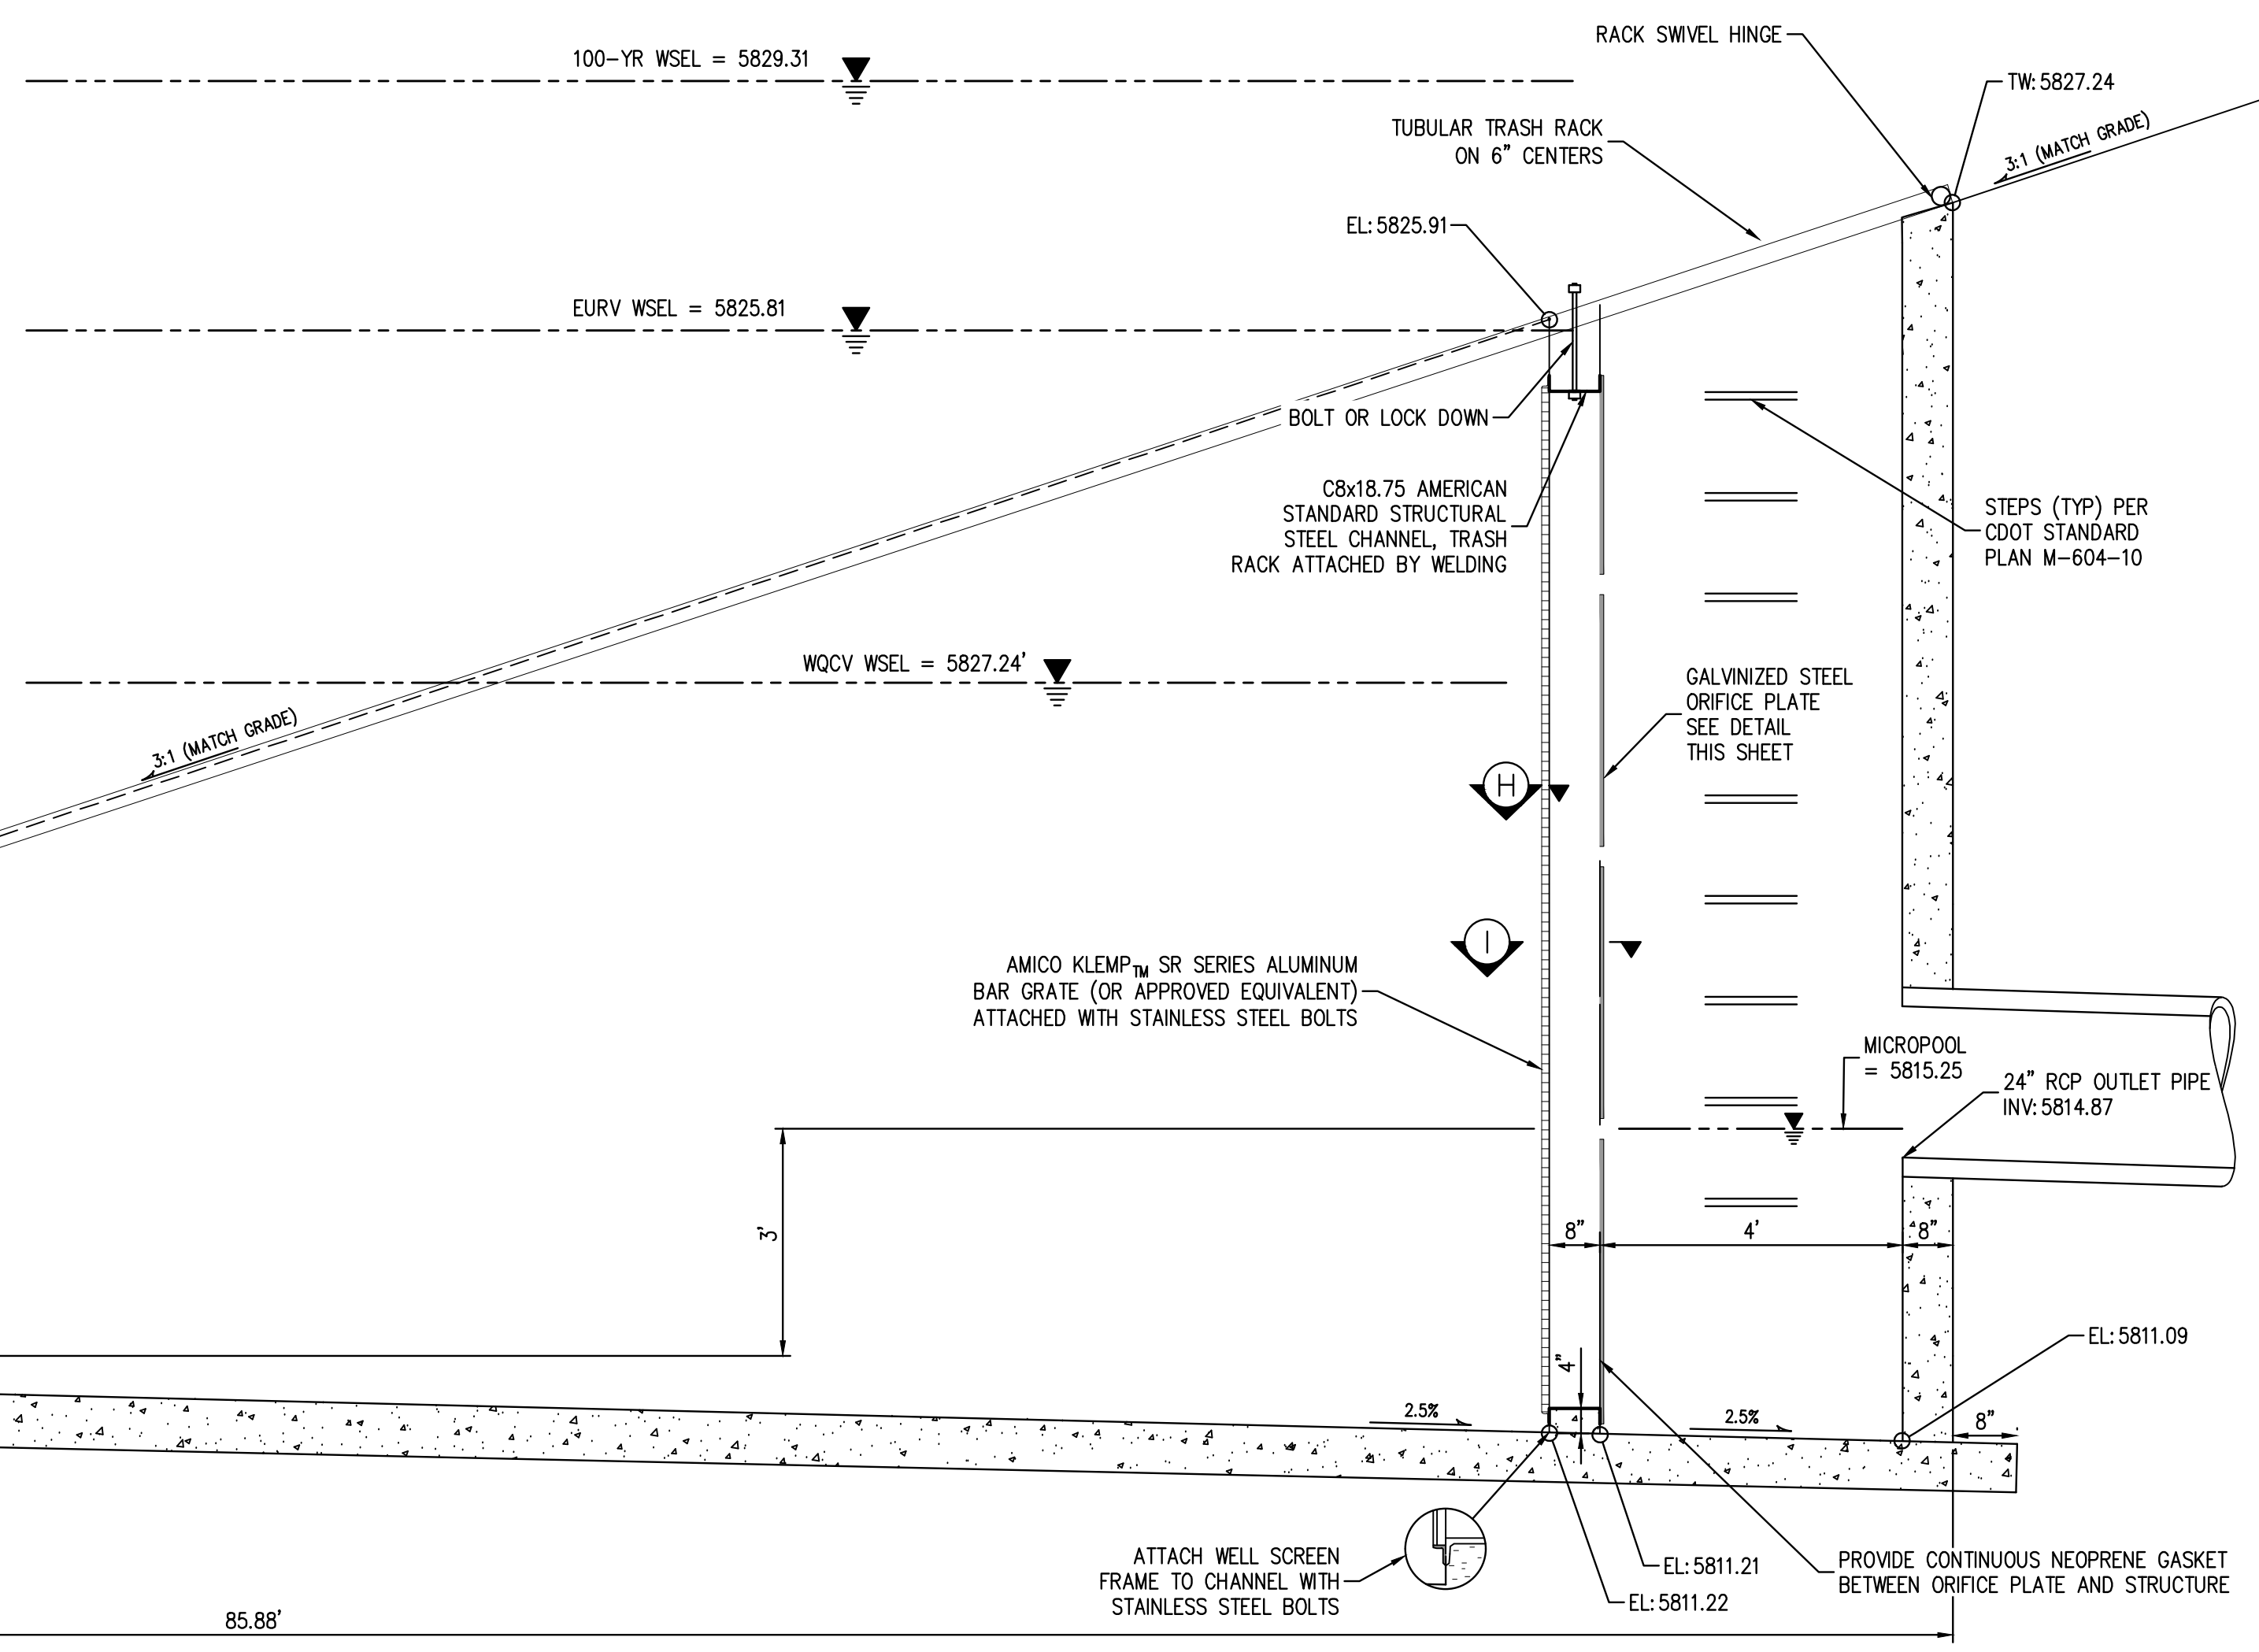 RACK SWIVEL HINGE
100-YR WSEL = 5829.31
TW: 5827.24
TUBULAR TRASH RACK
ON 6" CENTERS
3:1 (MATCH GRADE)
EL: 5825.91
EURV WSEL = 5825.81
BOLT OR LOCK DOWN
C8x18.75 AMERICAN
STANDARD STRUCTURAL
STEEL CHANNEL, TRASH
RACK ATTACHED BY WELDING
STEPS (TYP) PER
CDOT STANDARD
PLAN M-604-10
WQCV WSEL = 5827.24'
GALVINIZED STEEL
ORIFICE PLATE
SEE DETAIL
THIS SHEET
3:1 (MATCH GRADE)
H
I
AMICO KLEMP™ SR SERIES ALUMINUM
BAR GRATE (OR APPROVED EQUIVALENT)
ATTACHED WITH STAINLESS STEEL BOLTS
MICROPOOL
= 5815.25
24" RCP OUTLET PIPE
INV: 5814.87
3'
8"
4'
8"
EL: 5811.09
4"
2.5%
2.5%
8"
ATTACH WELL SCREEN
FRAME TO CHANNEL WITH
STAINLESS STEEL BOLTS
EL: 5811.21
EL: 5811.22
PROVIDE CONTINUOUS NEOPRENE GASKET
BETWEEN ORIFICE PLATE AND STRUCTURE
85.88'